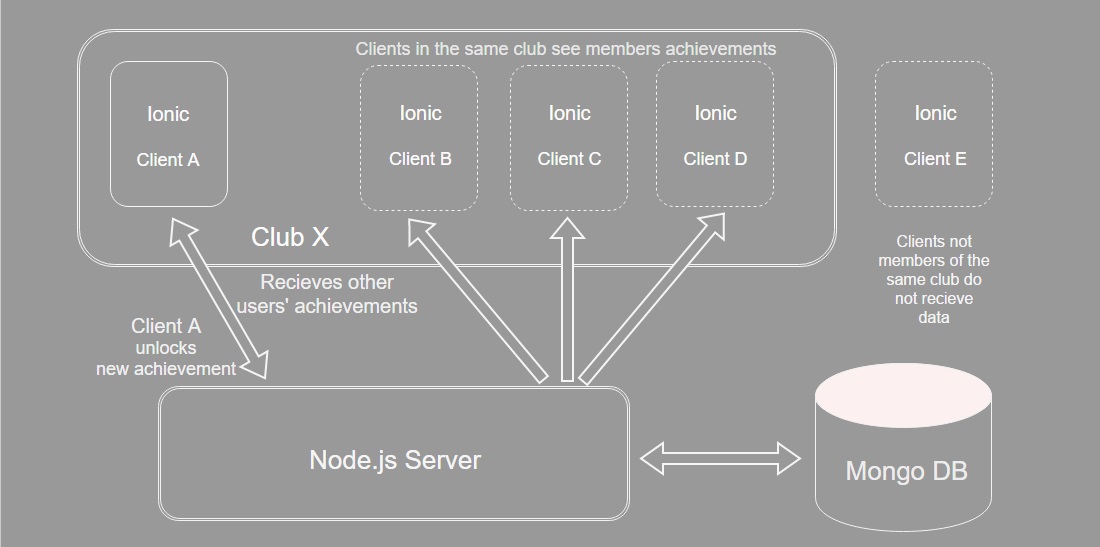 Clients in the same club see members achievements
Ionic
Client A
Ionic
Client B
Ionic
Client C
Ionic
Client D
Ionic
Client E
Club X
Clients not
members of the
same club do
not recieve
data
Recieves other
users' achievements
Client A
unlocks
new achievement
Node.js Server
Mongo DB